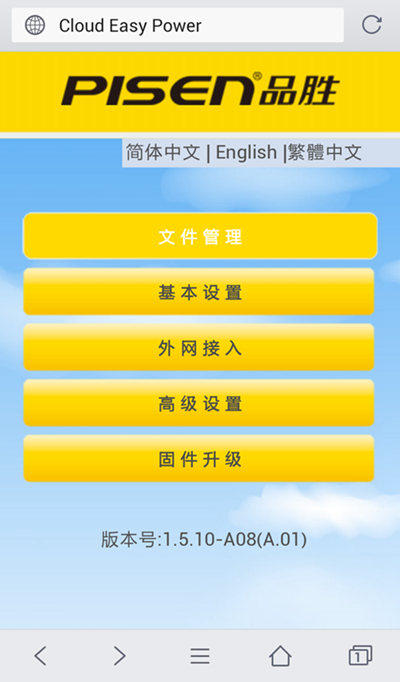 Cloud Easy Power
PISEN®品胜
简体中文 | English |繁體中文
文件管理
基本设置
外网接入
高级设置
固件升级
版本号:1.5.10-A08(A.01)
1